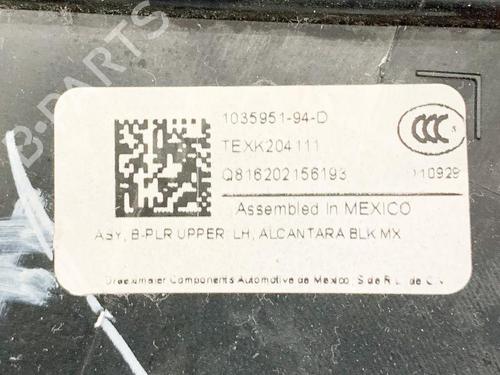 B-PARTS
1035951-94-D
TEXK204111
Q816202156193
CCC S
010929
Assembled In MEXICO
ASY, B-PLR UPPER, LH, ALCANTARA BLK MX
Draexlmaier Components Automotive de Mexico, S de R.L. de C.V